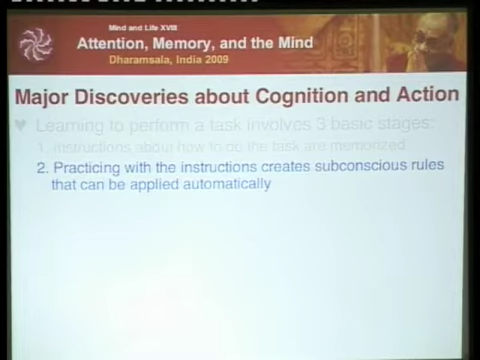 Mind and Life XVIII
Attention, Memory, and the Mind
Dharamsala, India 2009
Major Discoveries about Cognition and Action
Learning to perform a task involves 3 basic stages:
1. Instructions about how to do the task are memorized
2. Practicing with the instructions creates subconscious rules
that can be applied automatically